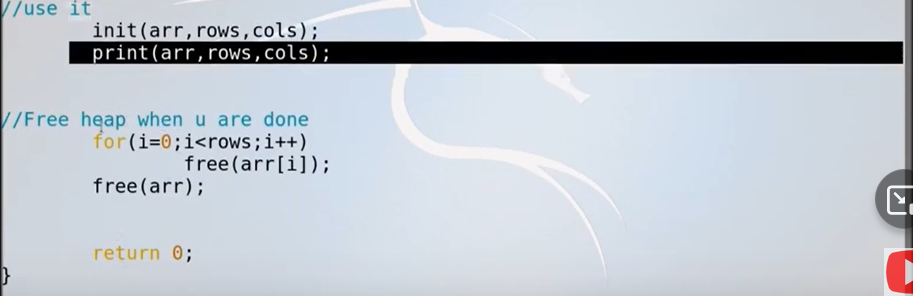 //use it
init(arr,rows,cols);
print(arr,rows,cols);
//Free heap when u are done
for(i=0;i<rows;i++)
free(arr[i]);
free(arr);
return 0;
}